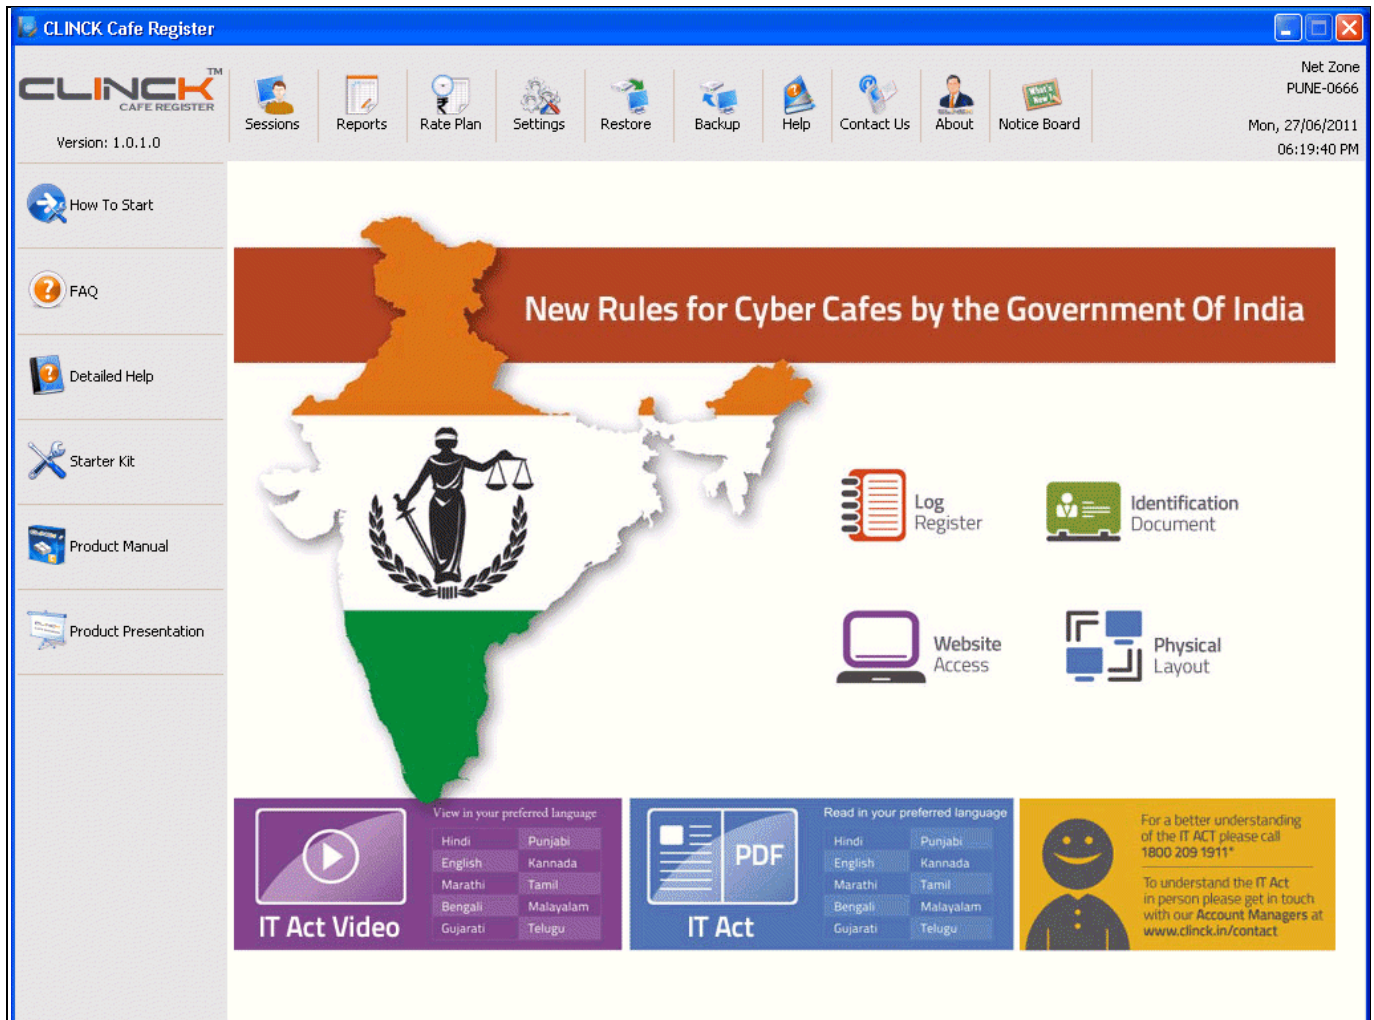 CLINCK Cafe Register
CLINCK™
CAFE REGISTER
Version: 1.0.1.0
Sessions
Reports
Rate Plan
Settings
Restore
Backup
Help
Contact Us
About
Notice Board
What's New
Net Zone
PUNE-0666
Mon, 27/06/2011
06:19:40 PM
How To Start
FAQ
Detailed Help
Starter Kit
Product Manual
Product Presentation
New Rules for Cyber Cafes by the Government Of India
Log
Register
Identification
Document
Website
Access
Physical
Layout
IT Act Video
View in your preferred language
Hindi Punjabi
English Kannada
Marathi Tamil
Bengali Malayalam
Gujarati Telugu
PDF
IT Act
Read in your preferred language
Hindi Punjabi
English Kannada
Marathi Tamil
Bengali Malayalam
Gujarati Telugu
For a better understanding
of the IT ACT please call
1800 209 1911*
To understand the IT Act
in person please get in touch
with our Account Managers at
www.clinck.in/contact